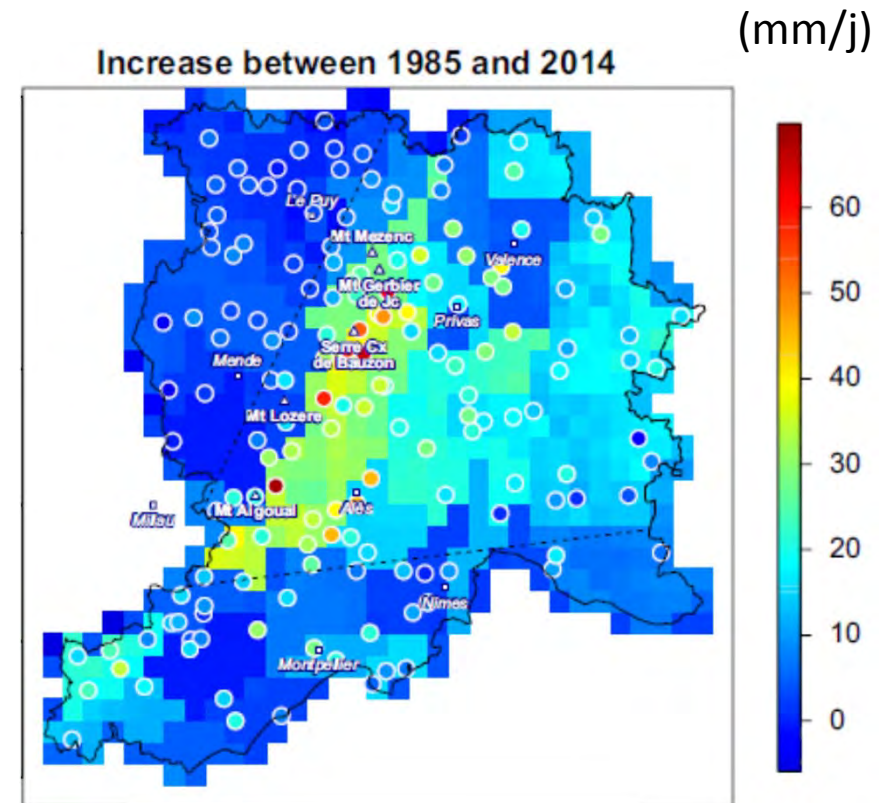 (mm/j)
Increase between 1985 and 2014
Le Puy
Mt Mezenc
Valence
Mt Gerbier
de Jc
Privas
Serre Cx
de Bauzon
Mende
Mt Lozere
Mt Aigoual
Ales
Millau
Nimes
Montpellier
60
50
40
30
20
10
0